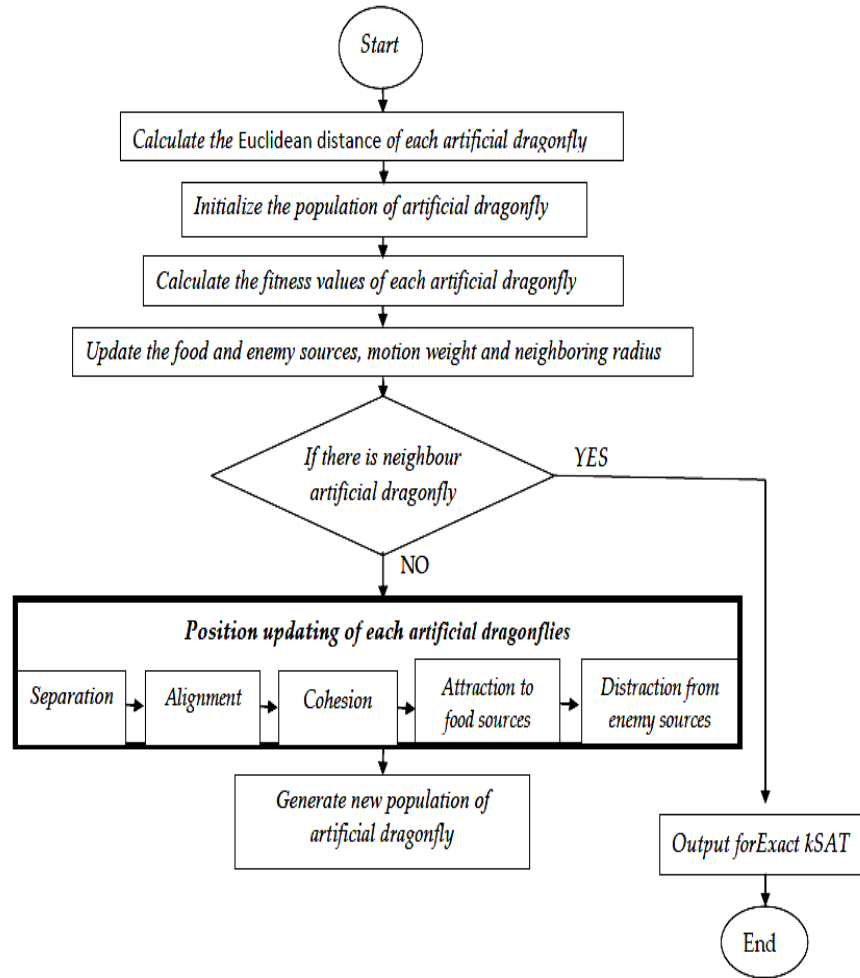 Start
Calculate the Euclidean distance of each artificial dragonfly
Initialize the population of artificial dragonfly
Calculate the fitness values of each artificial dragonfly
Update the food and enemy sources, motion weight and neighboring radius
If there is neighbour
artificial dragonfly
YES
NO
Position updating of each artificial dragonflies
Separation
Alignment
Cohesion
Attraction to
food sources
Distraction from
enemy sources
Generate new population of
artificial dragonfly
Output forExact kSAT
End